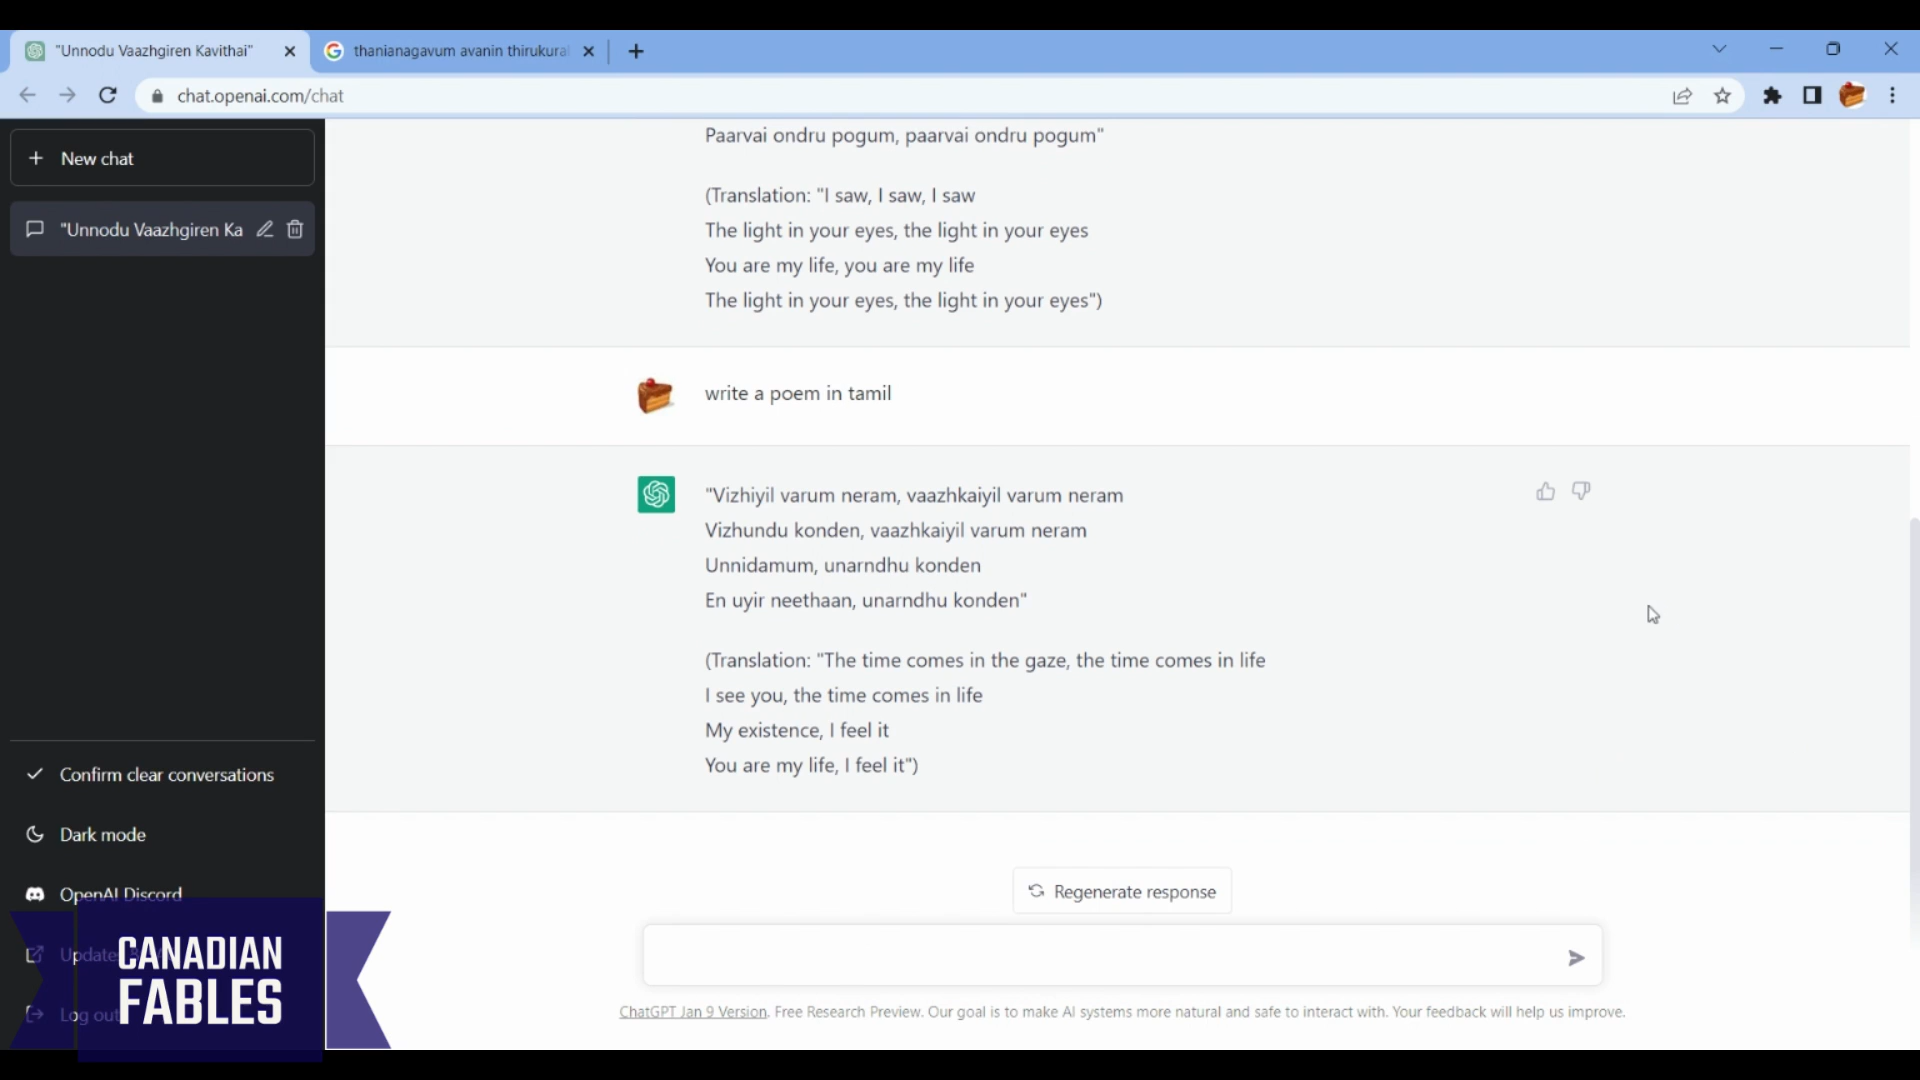 "Unnodu Vaazhgiren Kavithai"
thanianagavum avanin thirukura
chat.openai.com/chat
New chat
"Unnodu Vaazhgiren Ka
Paarvai ondru pogum, paarvai ondru pogum"
(Translation: "I saw, I saw, I saw
The light in your eyes, the light in your eyes
You are my life, you are my life
The light in your eyes, the light in your eyes")
write a poem in tamil
"Vizhiyil varum neram, vaazhkaiyil varum neram
Vizhundu konden, vaazhkaiyil varum neram
Unnidamum, unarndhu konden
En uyir neethaan, unarndhu konden"
(Translation: "The time comes in the gaze, the time comes in life
I see you, the time comes in life
My existence, I feel it
You are my life, I feel it")
Confirm clear conversations
Dark mode
OpenAI Discord
Log out
CANADIAN
FABLES
Regenerate response
ChatGPT Jan 9 Version. Free Research Preview. Our goal is to make AI systems more natural and safe to interact with. Your feedback will help us improve.